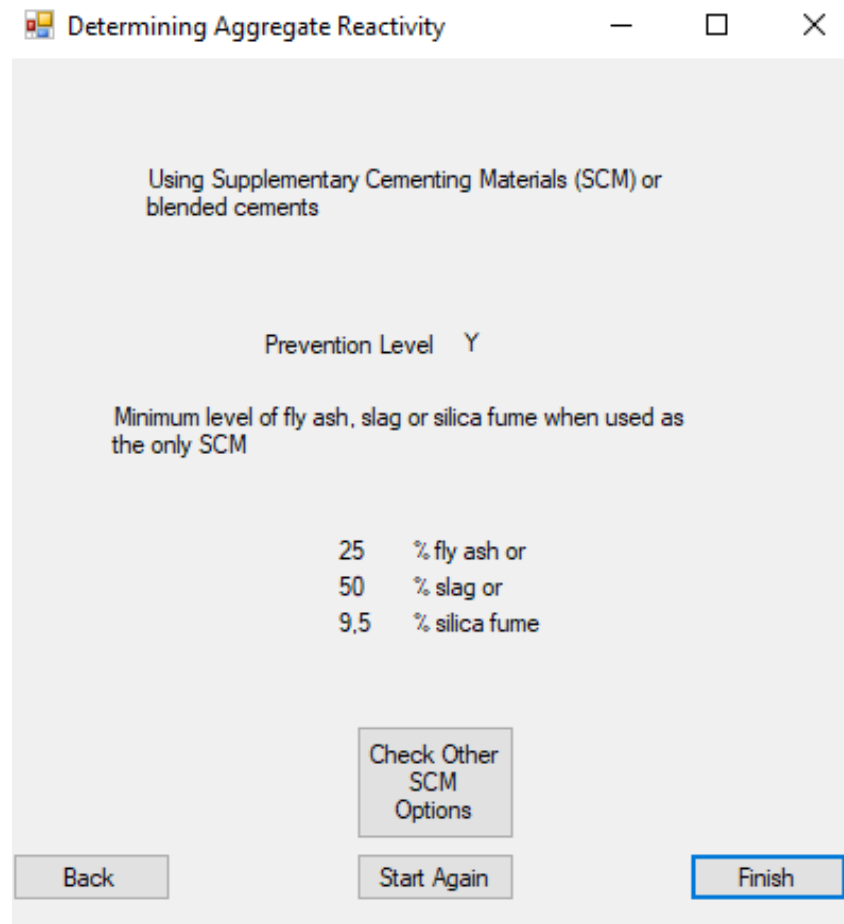 Determining Aggregate Reactivity
Using Supplementary Cementing Materials (SCM) or
blended cements
Prevention Level Y
Minimum level of fly ash, slag or silica fume when used as
the only SCM
25 % fly ash or
50 % slag or
9,5 % silica fume
Check Other
SCM
Options
Back Start Again Finish